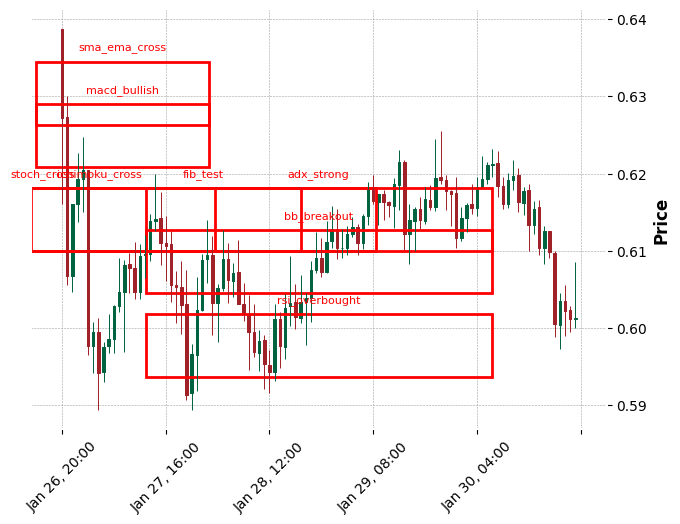 sma_ema_cross
macd_bullish
fib_test
adx_strong
bb_breakout
rsi_overbought
0.64
0.63
0.62
0.61
0.60
0.59
Price
Jan 26, 20:00
Jan 27, 16:00
Jan 28, 12:00
Jan 29, 08:00
Jan 30, 04:00